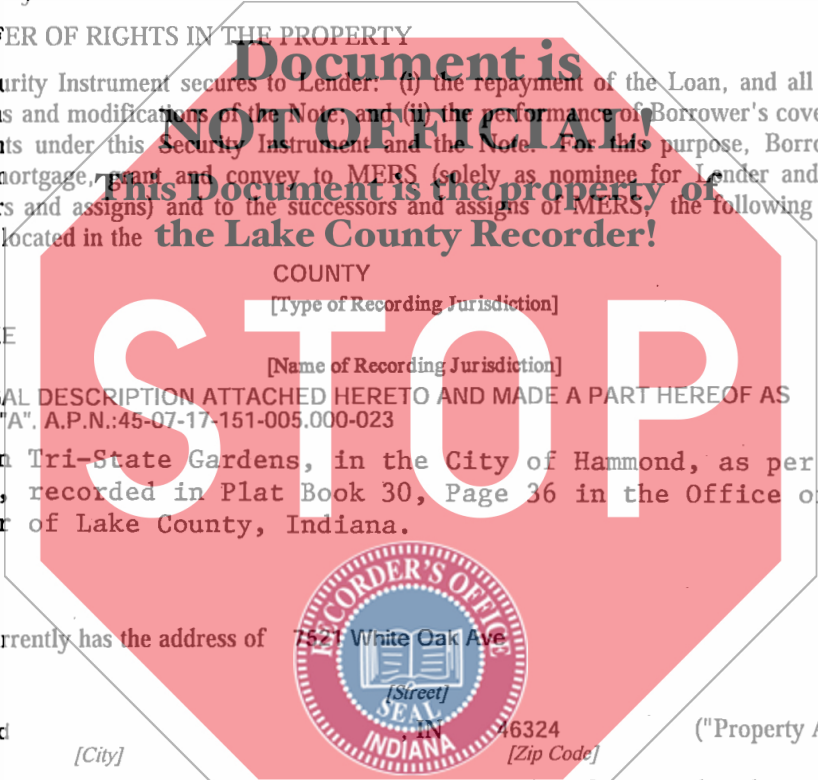 ER OF RIGHTS IN THE PROPERTY
Document is
urity Instrument secures to Lender: (i) the repayment of the Loan, and all
s and modifications of the Note; and (ii) the performance of Borrower's cove
NOT OFFICIAL!
ts under this Security Instrument and the Note. For this purpose, Borro
ortgage, grant and convey to MERS (solely as nominee for Lender and
This Document is the property of
rs and assigns) and to the successors and assigns of MERS, the following
located in the
the Lake County Recorder!
COUNTY
[Type of Recording Jurisdiction]
E
[Name of Recording Jurisdiction]
AL DESCRIPTION ATTACHED HERETO AND MADE A PART HEREOF AS
"A". A.P.N.:45-07-17-151-005.000-023
STOP
n Tri-State Gardens, in the City of Hammond, as per
, recorded in Plat Book 30, Page 36 in the Office o
r of Lake County, Indiana.
RECORDER'S OFFICE
rrently has the address of 7521 White Oak Ave
[Street]
SEAL
d , IN 46324 ("Property A
INDIANA
[City] [Zip Code]